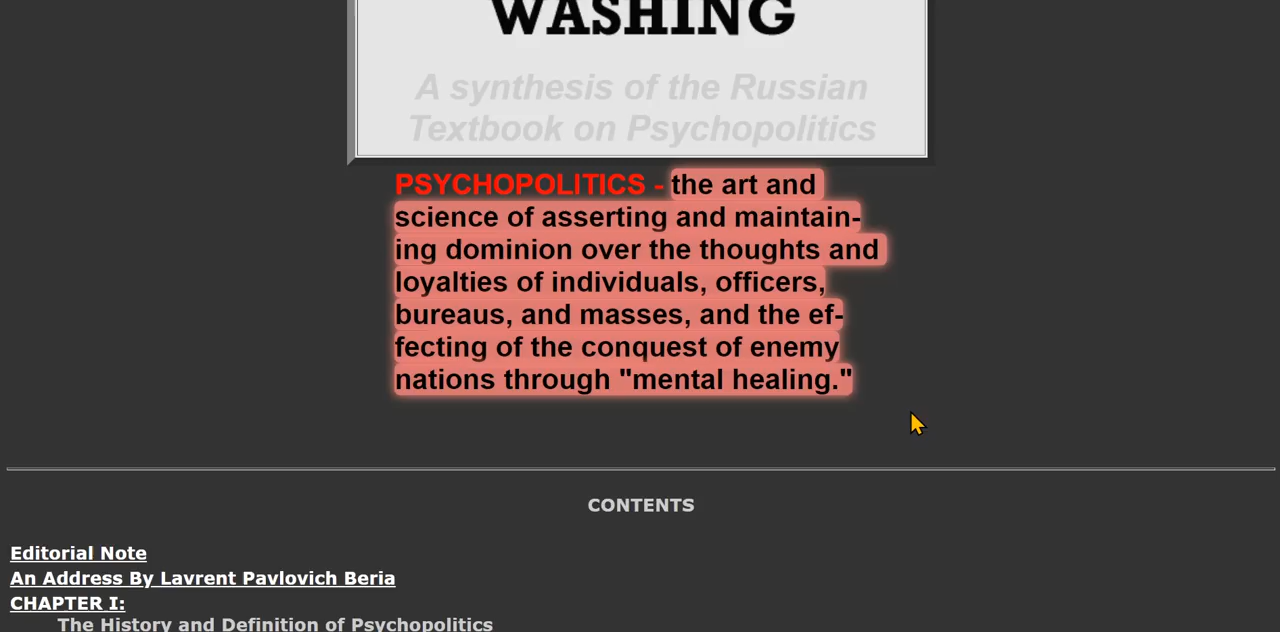 WASHING
A synthesis of the Russian
Textbook on Psychopolitics
PSYCHOPOLITICS - the art and
science of asserting and maintain-
ing dominion over the thoughts and
loyalties of individuals, officers,
bureaus, and masses, and the ef-
fecting of the conquest of enemy
nations through "mental healing."
CONTENTS
Editorial Note
An Address By Lavrent Pavlovich Beria
CHAPTER I:
The History and Definition of Psychopolitics